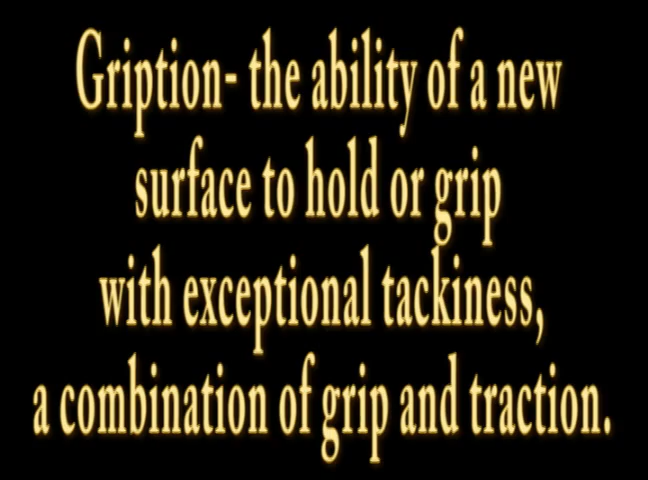 Gription- the ability of a new
surface to hold or grip
with exceptional tackiness,
a combination of grip and traction.